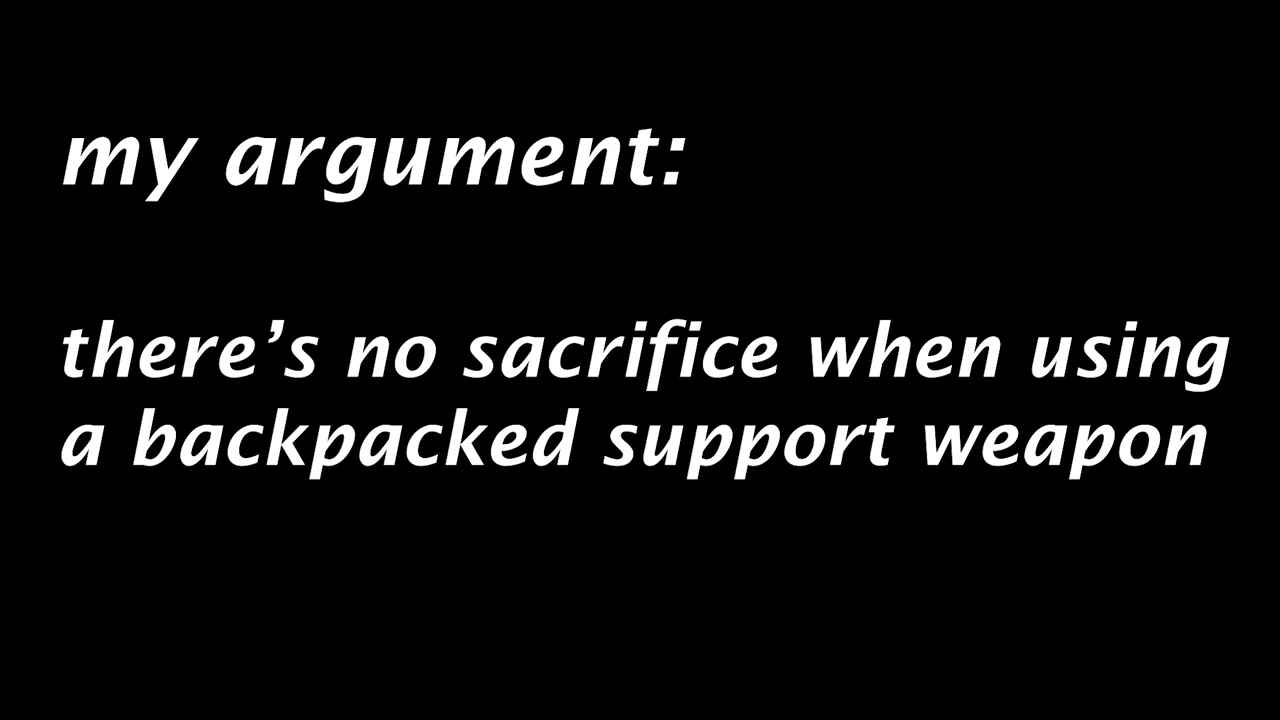 my argument:
there’s no sacrifice when using
a backpacked support weapon